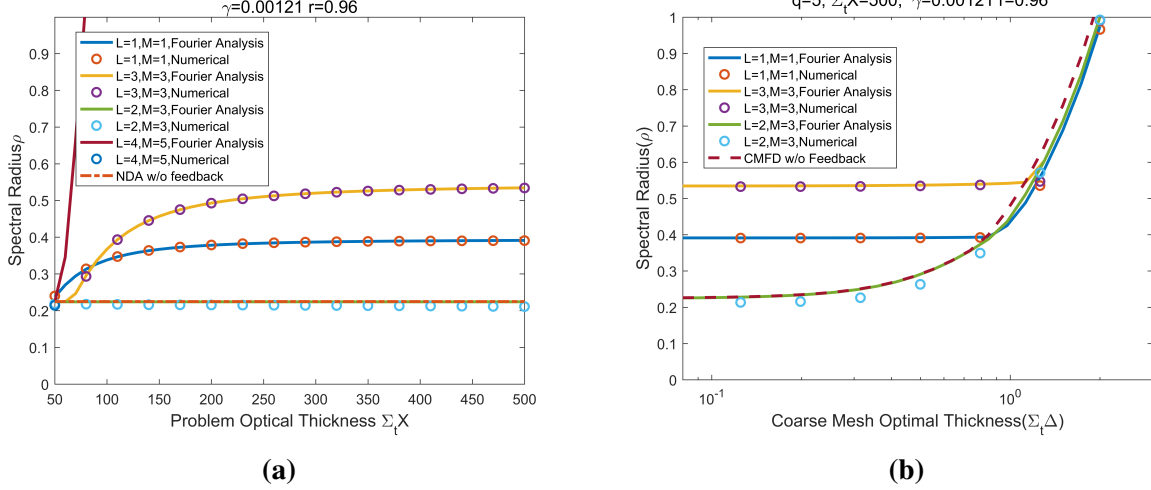 γ=0.00121 r=0.96
Spectral Radiusρ
0.9
0.8
0.7
0.6
0.5
0.4
0.3
0.2
0.1
0
L=1,M=1,Fourier Analysis
L=1,M=1,Numerical
L=3,M=3,Fourier Analysis
L=3,M=3,Numerical
L=2,M=3,Fourier Analysis
L=2,M=3,Numerical
L=4,M=5,Fourier Analysis
L=4,M=5,Numerical
NDA w/o feedback
50 100 150 200 250 300 350 400 450 500
Problem Optical Thickness Σ_tX
(a)
q=5, Σ_tX=500, γ=0.00121 r=0.96
Spectral Radius(ρ)
1
0.9
0.8
0.7
0.6
0.5
0.4
0.3
0.2
0.1
0
L=1,M=1,Fourier Analysis
L=1,M=1,Numerical
L=3,M=3,Fourier Analysis
L=3,M=3,Numerical
L=2,M=3,Fourier Analysis
L=2,M=3,Numerical
CMFD w/o Feedback
10⁻¹ 10⁰
Coarse Mesh Optimal Thickness(Σ_tΔ)
(b)